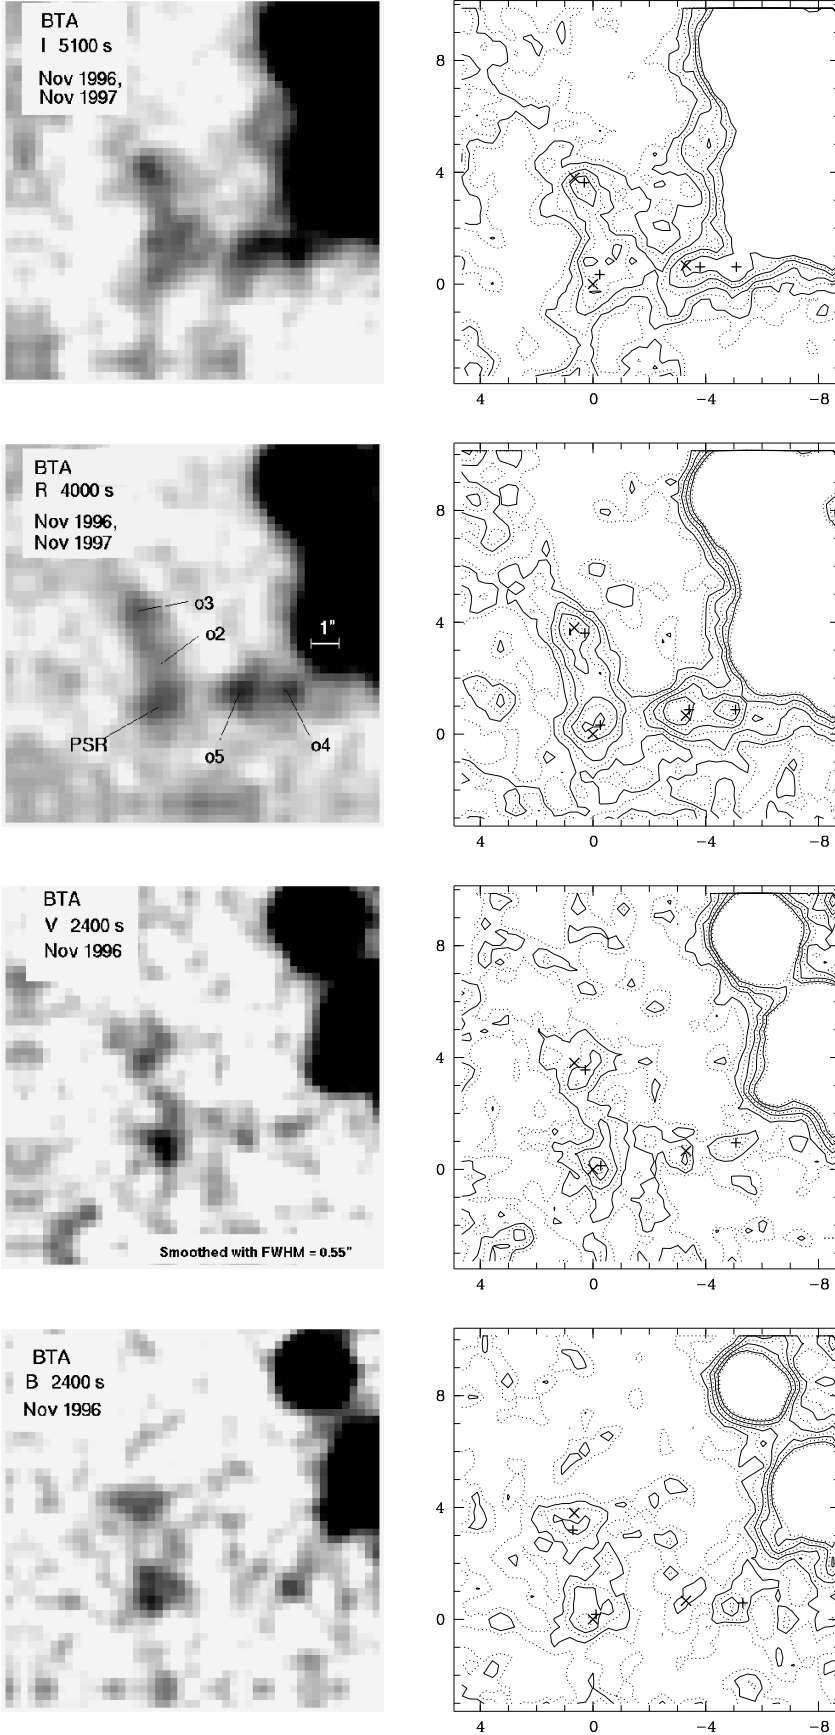 BTA
I 5100 s
Nov 1996,
Nov 1997
8
4
0
4 0 −4 −8
BTA
R 4000 s
Nov 1996,
Nov 1997
o3
1"
o2
PSR
o5
o4
8
4
0
4 0 −4 −8
BTA
V 2400 s
Nov 1996
Smoothed with FWHM = 0.55"
8
4
0
4 0 −4 −8
BTA
B 2400 s
Nov 1996
8
4
0
4 0 −4 −8